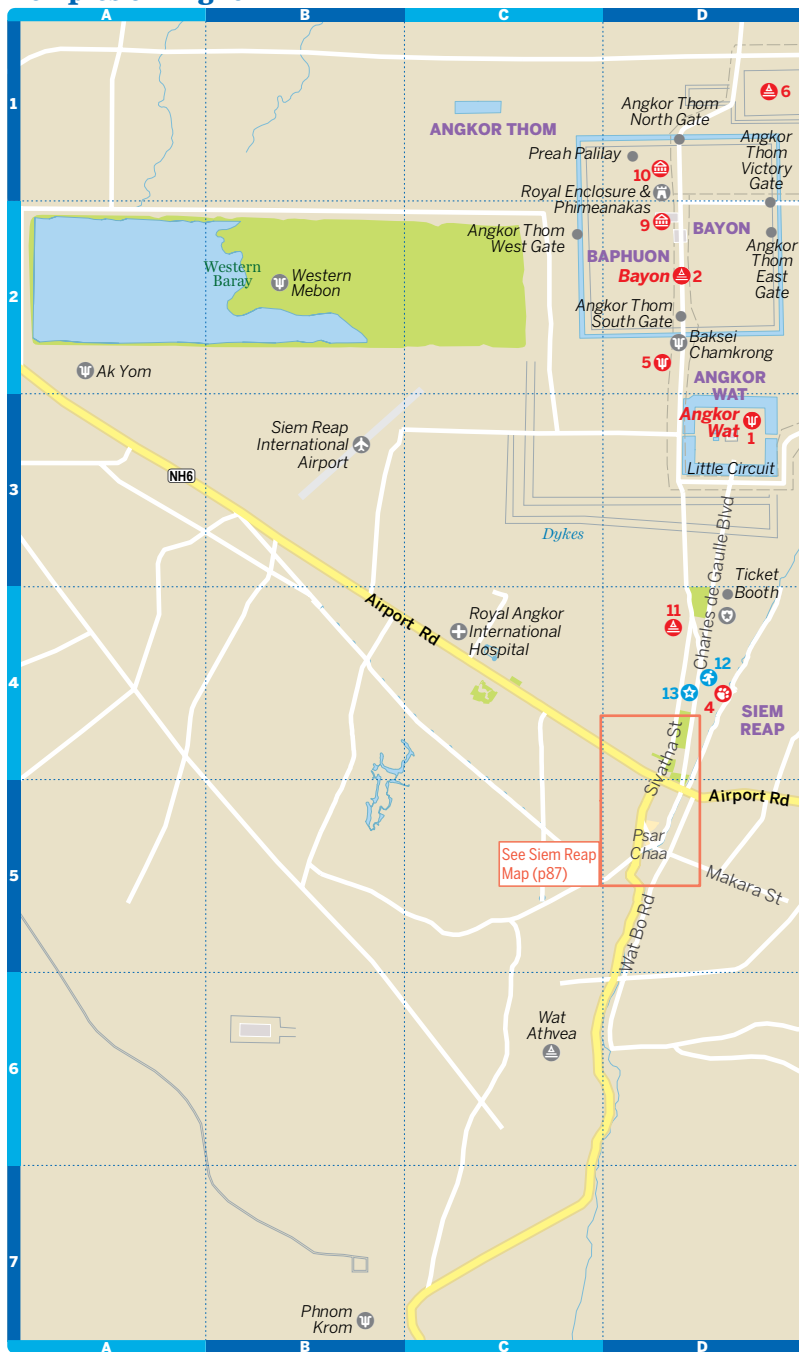 A
B
C
D
1
6
Angkor Thom
North Gate
ANGKOR THOM
Angkor
Thom
Victory
Gate
Preah Palilay
10
Royal Enclosure &
Phimeanakas
9
BAYON
Angkor Thom
West Gate
Angkor
Thom
East
Gate
BAPHUON
Bayon
2
2
Western
Baray
Western
Mebon
Angkor Thom
South Gate
Baksei
Chamkrong
5
Ak Yom
ANGKOR
WAT
Angkor
Wat
1
Siem Reap
International
Airport
Little Circuit
NH6
3
Dykes
Charles de Gaulle Blvd
Ticket
Booth
Airport Rd
Royal Angkor
International
Hospital
11
12
13
4
4
SIEM
REAP
Sivatha St
Airport Rd
Psar
Chaa
See Siem Reap
Map (p87)
5
Makara St
Wat Bo Rd
Wat
Athvea
6
7
Phnom
Krom
A
B
C
D